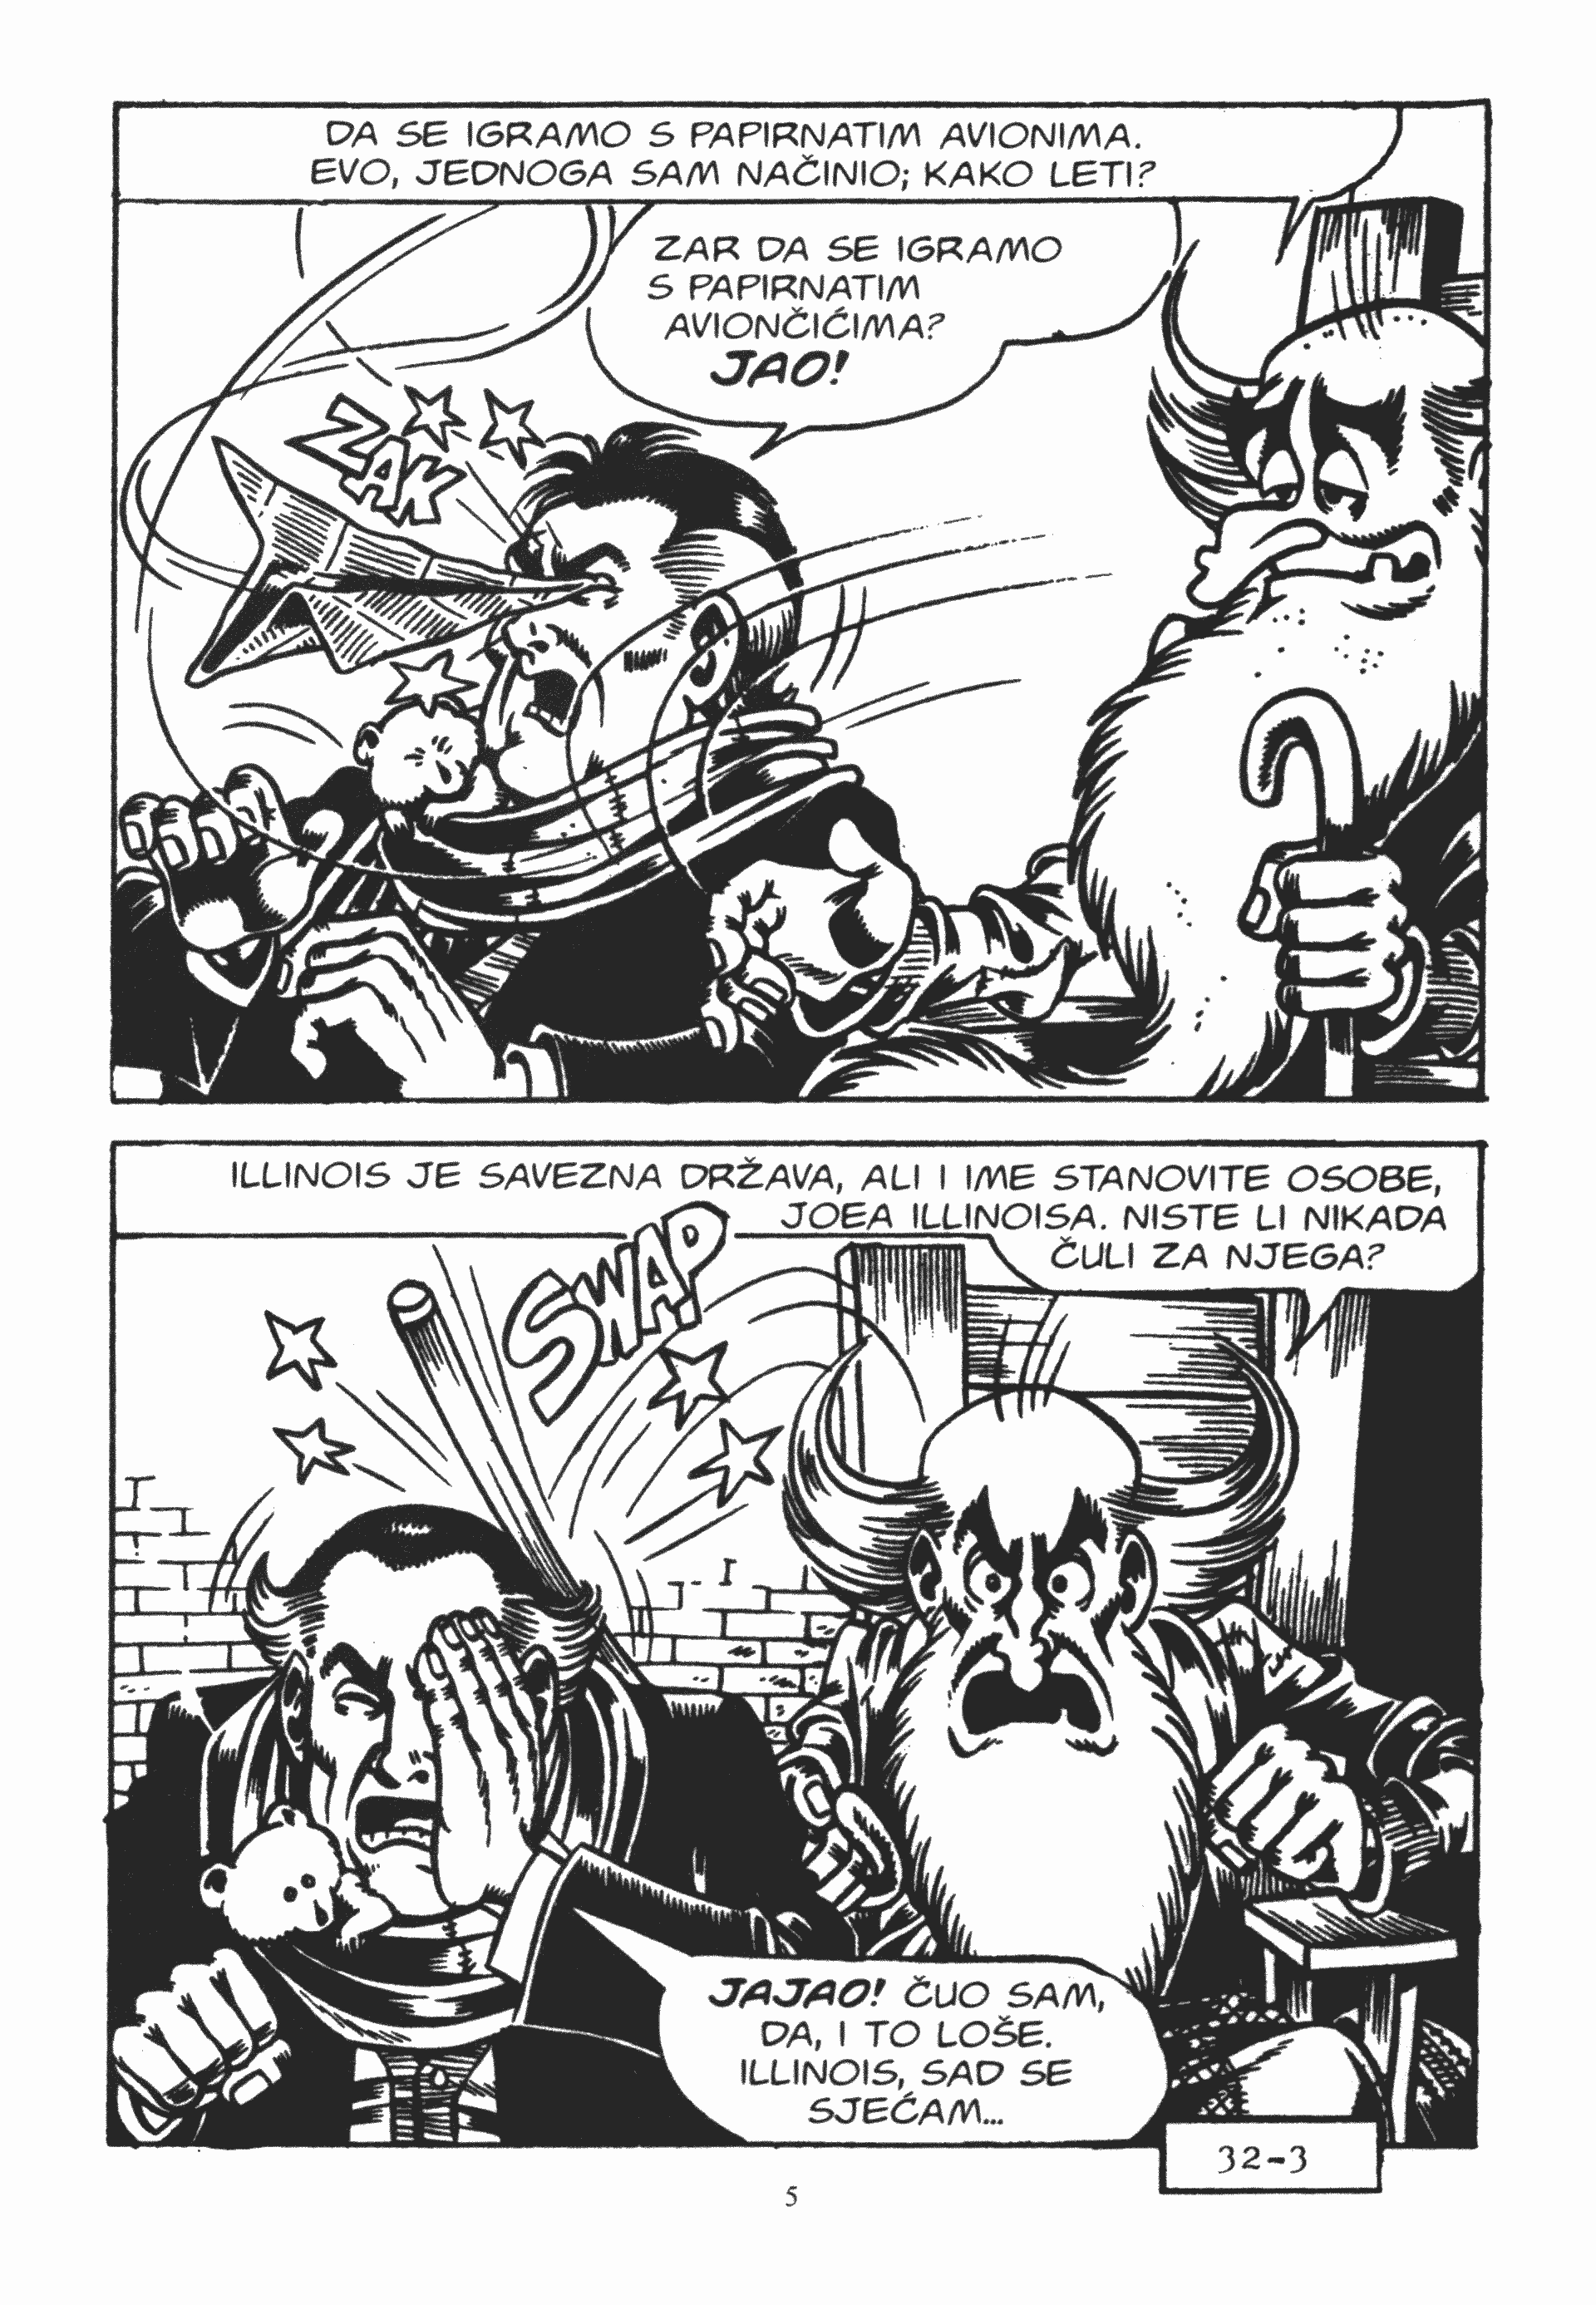 DA SE IGRAMO S PAPIRNATIM AVIONIMA.
EVO, JEDNOGA SAM NAČINIO; KAKO LETI?
ZAR DA SE IGRAMO
S PAPIRNATIM
AVIONČIĆIMA?
JAO!
ZAK
ILLINOIS JE SAVEZNA DRŽAVA, ALI I IME STANOVITE OSOBE,
JOEA ILLINOISA. NISTE LI NIKADA
ČULI ZA NJEGA?
SWAP
JAJAO! ČUO SAM,
DA, I TO LOŠE.
ILLINOIS, SAD SE
SJEĆAM...
32-3
5